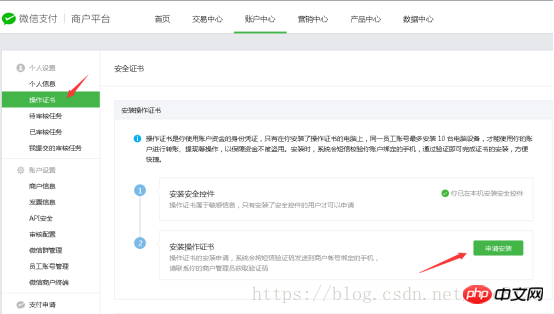 微信支付 | 商户平台
首页 交易中心 账户中心 营销中心 产品中心 数据中心
个人设置
个人信息
操作证书
待审核任务
已审核任务
我提交的审核任务
账户设置
商户信息
发票信息
API安全
审核配置
微信群管理
员工账号管理
微信商户终端
支付申请
安全证书
安装操作证书
操作证书是你使用账户资金的身份凭证，只有在你安装了操作证书的电脑上，同一员工账号最多安装 10 台电脑设备，才能使用你的账
户进行转账、提现等操作，以保障资金不被盗用。安装时，系统会短信校验你账户绑定的手机，通过验证即可完成证书的安装，方便
快捷。
1
安装安全控件
操作证书属于敏感信息，只有安装了安全控件的用户才可以申请
你已在本机安装安全控件
2
安装操作证书
操作证书的安装申请，系统会将短信验证码发送到商户帐号绑定的手机，
请联系你的商户管理员获取验证码
申请安装
https://blog.csdn.net
php 中文网